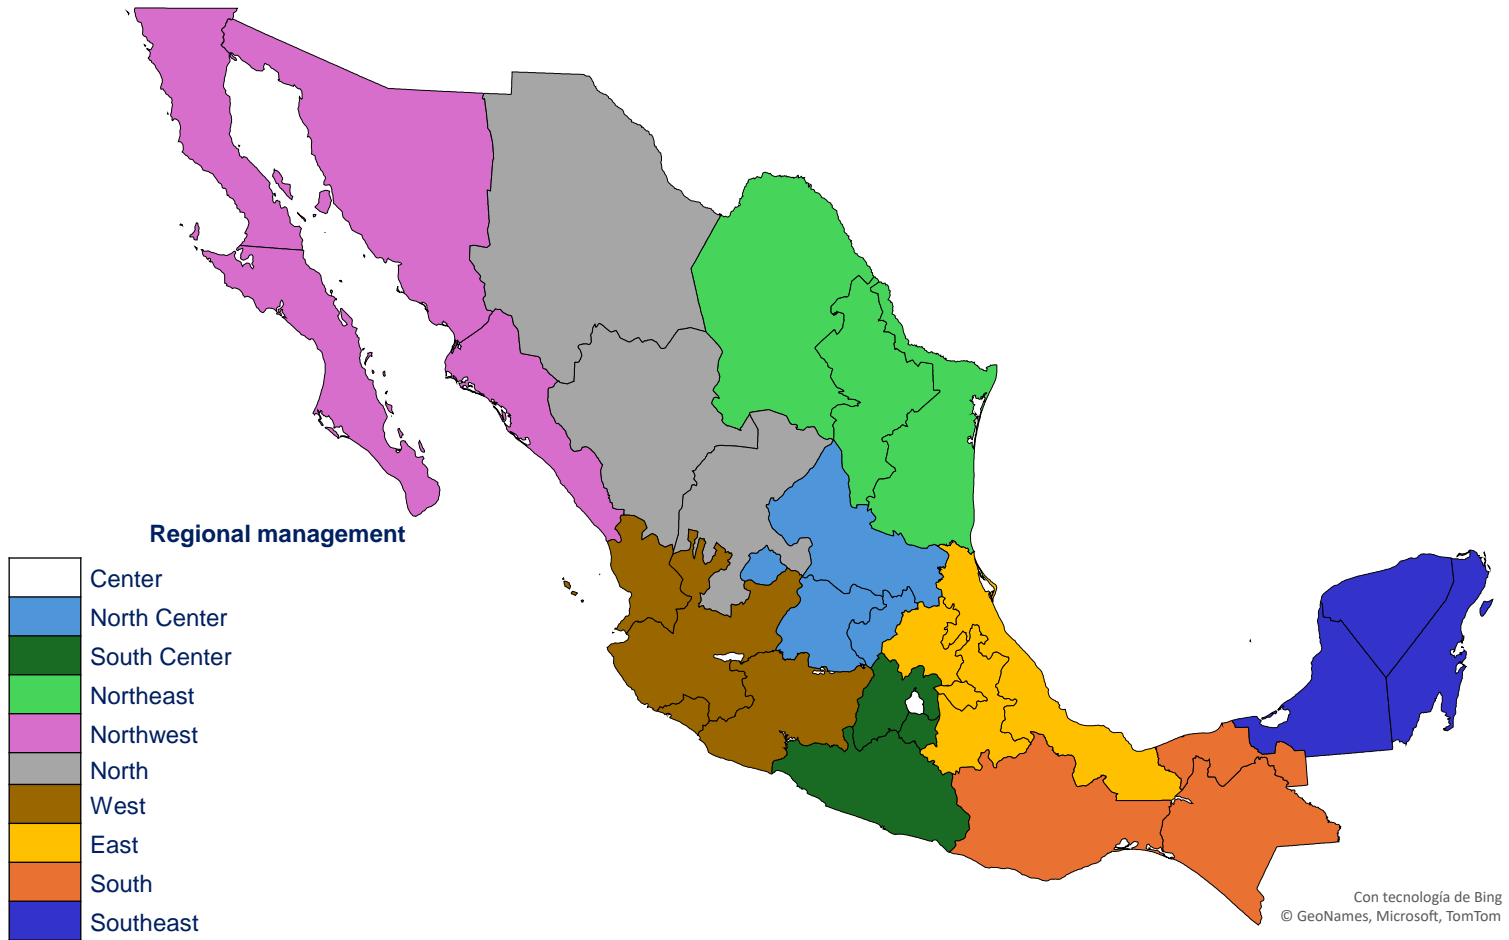 Regional management
Center
North Center
South Center
Northeast
Northwest
North
West
East
South
Southeast
Con tecnología de Bing
© GeoNames, Microsoft, TomTom